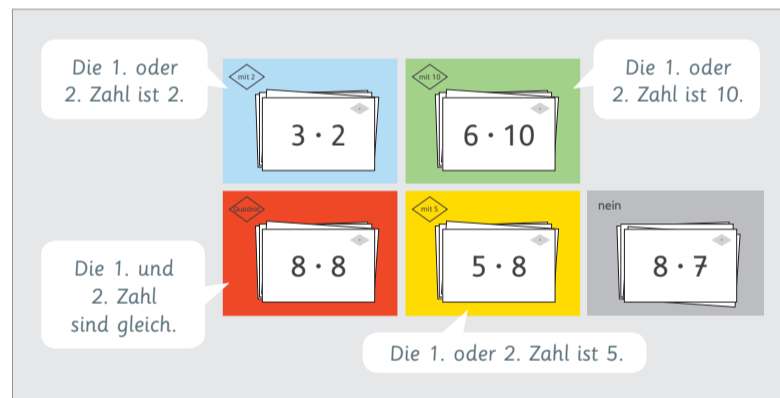 Die 1. oder
2. Zahl ist 2.
mit 2
3 · 2
mit 10
6 · 10
Die 1. oder
2. Zahl ist 10.
Die 1. und
2. Zahl
sind gleich.
Quadrat
8 · 8
mit 5
5 · 8
nein
8 · 7
Die 1. oder 2. Zahl ist 5.